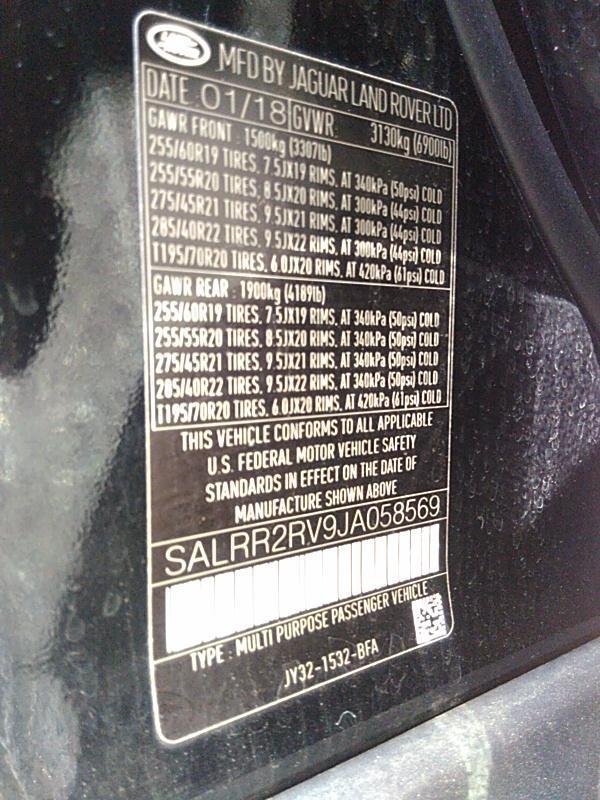 MFD BY JAGUAR LAND ROVER LTD
DATE 01/18 GVWR: 3130kg (6900lb)
GAWR FRONT : 1500kg (3307lb)
255/60R19 TIRES, 7.5JX19 RIMS, AT 340kPa (50psi) COLD
255/55R20 TIRES, 8.5JX20 RIMS, AT 300kPa (44psi) COLD
275/45R21 TIRES, 9.5JX21 RIMS, AT 300kPa (44psi) COLD
285/40R22 TIRES, 9.5JX22 RIMS, AT 300kPa (44psi) COLD
T195/70R20 TIRES, 6.0JX20 RIMS, AT 420kPa (61psi) COLD
GAWR REAR : 1900kg (4189lb)
255/60R19 TIRES, 7.5JX19 RIMS, AT 340kPa (50psi) COLD
255/55R20 TIRES, 8.5JX20 RIMS, AT 340kPa (50psi) COLD
275/45R21 TIRES, 9.5JX21 RIMS, AT 340kPa (50psi) COLD
285/40R22 TIRES, 9.5JX22 RIMS, AT 340kPa (50psi) COLD
T195/70R20 TIRES, 6.0JX20 RIMS, AT 420kPa (61psi) COLD
THIS VEHICLE CONFORMS TO ALL APPLICABLE
U.S. FEDERAL MOTOR VEHICLE SAFETY
STANDARDS IN EFFECT ON THE DATE OF
MANUFACTURE SHOWN ABOVE
SALRR2RV9JA058569
TYPE : MULTI PURPOSE PASSENGER VEHICLE
JY32-1532-BFA